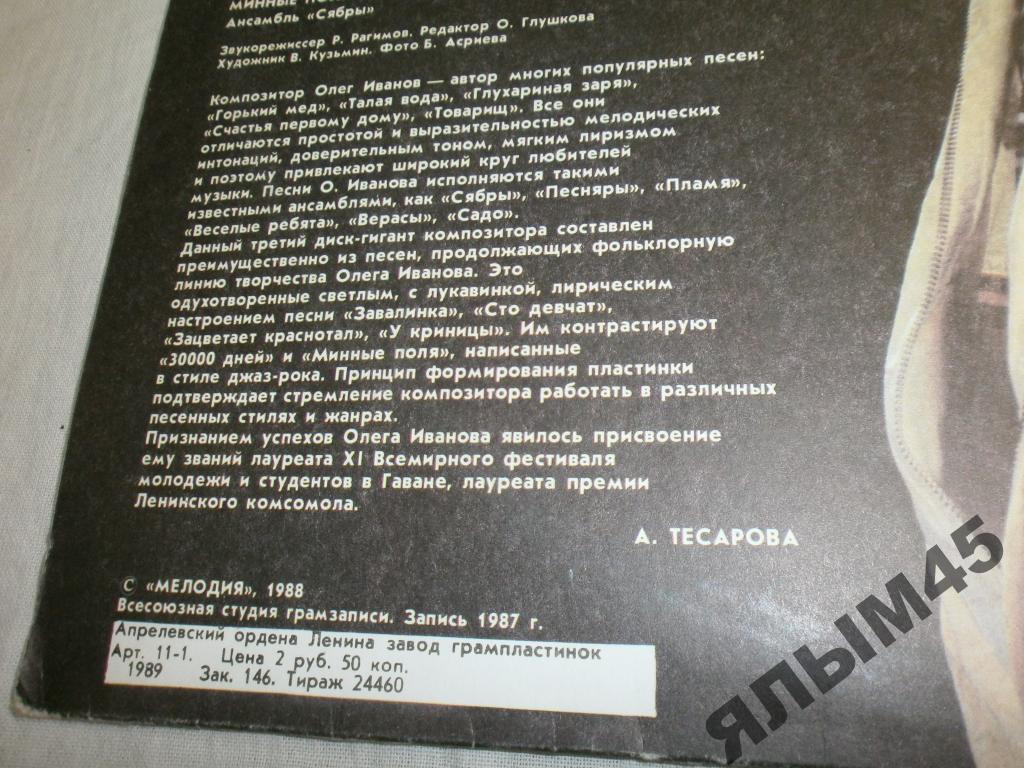 МИННЫЕ
Ансамбль «Сябры»
Звукорежиссер Р. Рагимов. Редактор О. Глушкова
Художник В. Кузьмин. Фото Б. Асриева
Композитор Олег Иванов — автор многих популярных песен:
«Горький мед», «Талая вода», «Глухариная заря»,
«Счастья первому дому», «Товарищ». Все они
отличаются простотой и выразительностью мелодических
интонаций, доверительным тоном, мягким лиризмом
и поэтому привлекают широкий круг любителей
музыки. Песни О. Иванова исполняются такими
известными ансамблями, как «Сябры», «Песняры», «Пламя»,
«Веселые ребята», «Верасы», «Садо».
Данный третий диск-гигант композитора составлен
преимущественно из песен, продолжающих фольклорную
линию творчества Олега Иванова. Это
одухотворенные светлым, с лукавинкой, лирическим
настроением песни «Завалинка», «Сто девчат»,
«Зацветает краснотал», «У криницы». Им контрастируют
«30000 дней» и «Минные поля», написанные
в стиле джаз-рока. Принцип формирования пластинки
подтверждает стремление композитора работать в различных
песенных стилях и жанрах.
Признанием успехов Олега Иванова явилось присвоение
ему званий лауреата XI Всемирного фестиваля
молодежи и студентов в Гаване, лауреата премии
Ленинского комсомола.
А. ТЕСАРОВА
© «МЕЛОДИЯ», 1988
Всесоюзная студия грамзаписи. Запись 1987 г.
Апрелевский ордена Ленина завод грампластинок
Арт. 11-1. Цена 2 руб. 50 коп.
1989 Зак. 146. Тираж 24460
ЯЛЫМ45